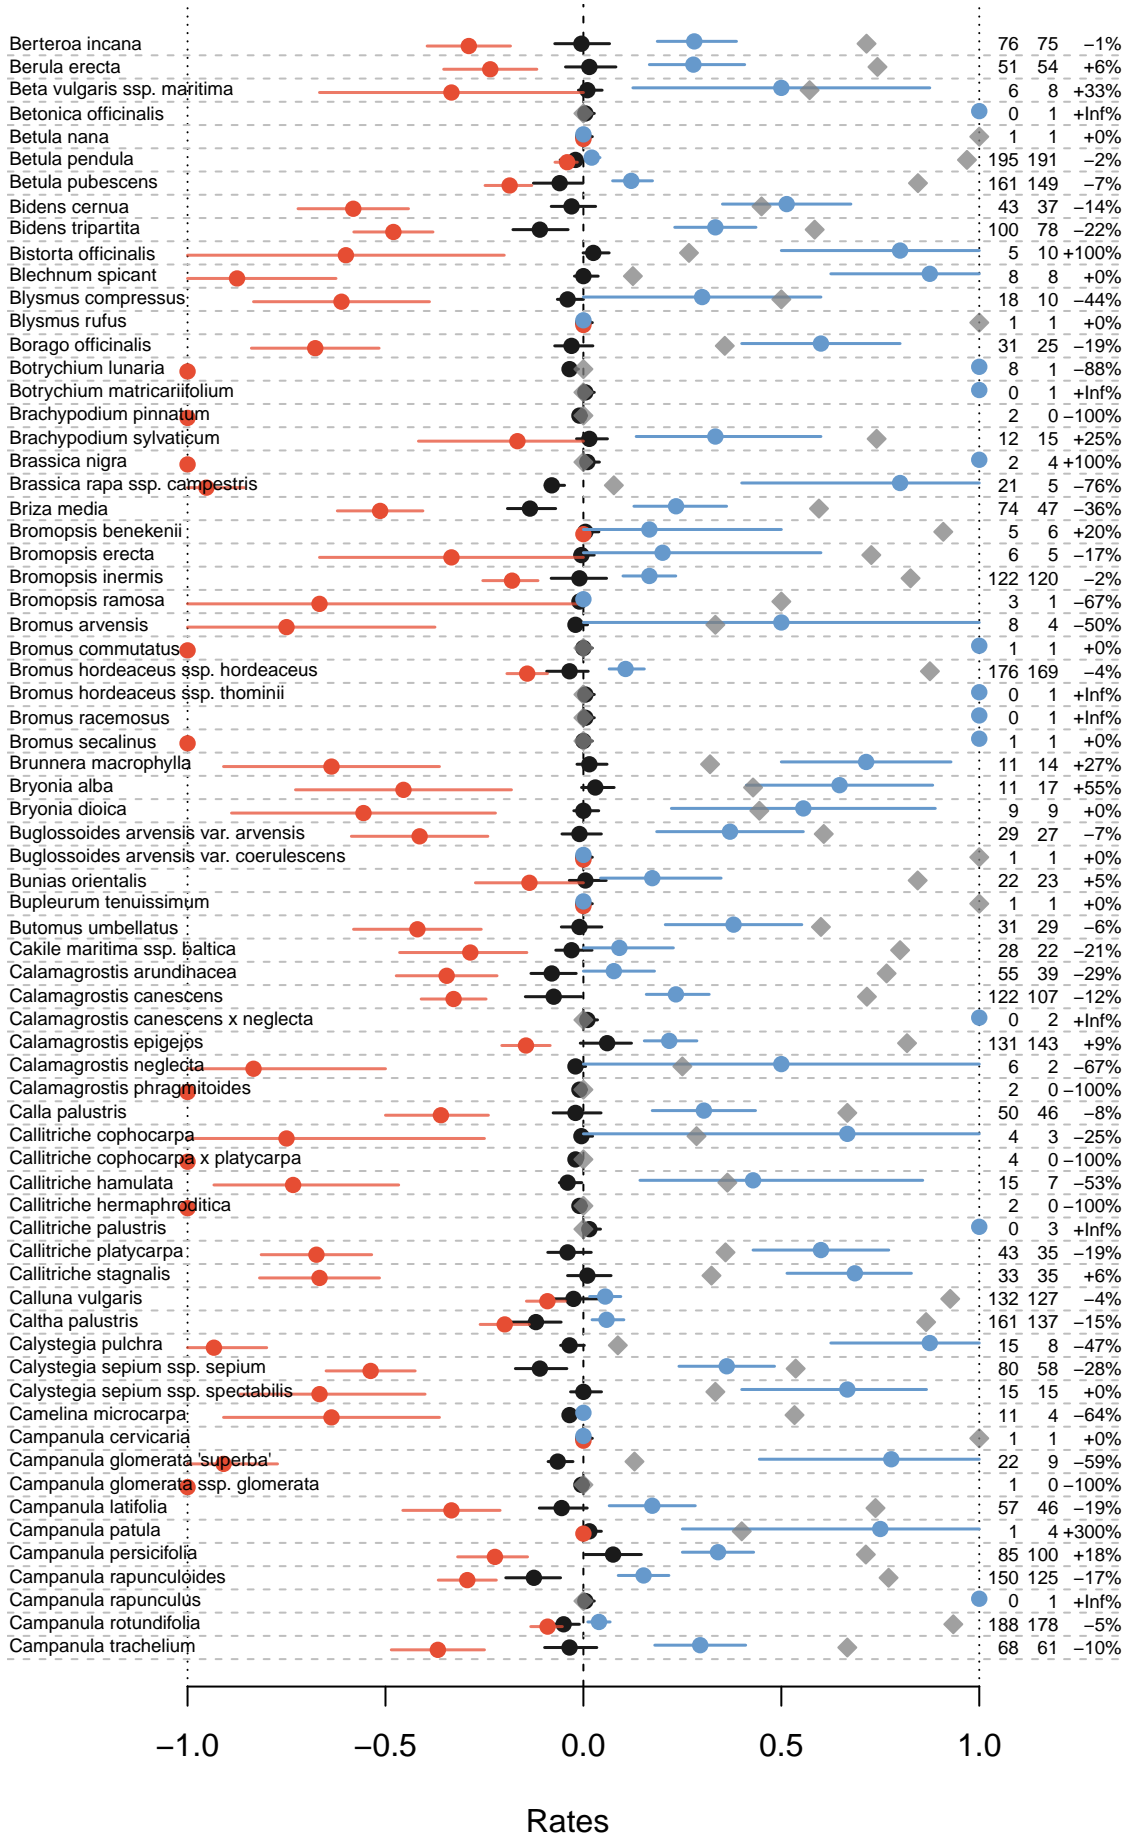 Berteroa incana 76 75 −1%
Berula erecta 51 54 +6%
Beta vulgaris ssp. maritima 6 8 +33%
Betonica officinalis 0 1 +Inf%
Betula nana 1 1 +0%
Betula pendula 195 191 −2%
Betula pubescens 161 149 −7%
Bidens cernua 43 37 −14%
Bidens tripartita 100 78 −22%
Bistorta officinalis 5 10 +100%
Blechnum spicant 8 8 +0%
Blysmus compressus 18 10 −44%
Blysmus rufus 1 1 +0%
Borago officinalis 31 25 −19%
Botrychium lunaria 8 1 −88%
Botrychium matricariifolium 0 1 +Inf%
Brachypodium pinnatum 2 0 −100%
Brachypodium sylvaticum 12 15 +25%
Brassica nigra 2 4 +100%
Brassica rapa ssp. campestris 21 5 −76%
Briza media 74 47 −36%
Bromopsis benekenii 5 6 +20%
Bromopsis erecta 6 5 −17%
Bromopsis inermis 122 120 −2%
Bromopsis ramosa 3 1 −67%
Bromus arvensis 8 4 −50%
Bromus commutatus 1 1 +0%
Bromus hordeaceus ssp. hordeaceus 176 169 −4%
Bromus hordeaceus ssp. thominii 0 1 +Inf%
Bromus racemosus 0 1 +Inf%
Bromus secalinus 1 1 +0%
Brunnera macrophylla 11 14 +27%
Bryonia alba 11 17 +55%
Bryonia dioica 9 9 +0%
Buglossoides arvensis var. arvensis 29 27 −7%
Buglossoides arvensis var. coerulescens 1 1 +0%
Bunias orientalis 22 23 +5%
Bupleurum tenuissimum 1 1 +0%
Butomus umbellatus 31 29 −6%
Cakile maritima ssp. baltica 28 22 −21%
Calamagrostis arundinacea 55 39 −29%
Calamagrostis canescens 122 107 −12%
Calamagrostis canescens x neglecta 0 2 +Inf%
Calamagrostis epigejos 131 143 +9%
Calamagrostis neglecta 6 2 −67%
Calamagrostis phragmitoides 2 0 −100%
Calla palustris 50 46 −8%
Callitriche cophocarpa 4 3 −25%
Callitriche cophocarpa x platycarpa 4 0 −100%
Callitriche hamulata 15 7 −53%
Callitriche hermaphroditica 2 0 −100%
Callitriche palustris 0 3 +Inf%
Callitriche platycarpa 43 35 −19%
Callitriche stagnalis 33 35 +6%
Calluna vulgaris 132 127 −4%
Caltha palustris 161 137 −15%
Calystegia pulchra 15 8 −47%
Calystegia sepium ssp. sepium 80 58 −28%
Calystegia sepium ssp. spectabilis 15 15 +0%
Camelina microcarpa 11 4 −64%
Campanula cervicaria 1 1 +0%
Campanula glomerata 'superba' 22 9 −59%
Campanula glomerata ssp. glomerata 1 0 −100%
Campanula latifolia 57 46 −19%
Campanula patula 1 4 +300%
Campanula persicifolia 85 100 +18%
Campanula rapunculoides 150 125 −17%
Campanula rapunculus 0 1 +Inf%
Campanula rotundifolia 188 178 −5%
Campanula trachelium 68 61 −10%
−1.0 −0.5 0.0 0.5 1.0
Rates